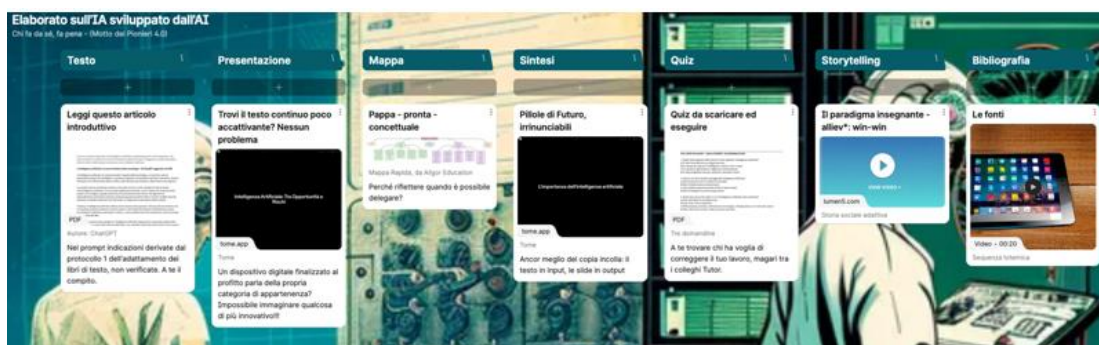 Elaborato sull'IA sviluppato dall'AI
Chi fa da sé, fa pena - (Motto dei Pionieri 4.0)
Testo
Leggi questo articolo
introduttivo
PDF
Autore: ChatGPT
Nel prompt indicazioni derivate dal
protocollo 1 dell'adattamento dei
libri di testo, non verificata. A te il
compito.
Presentazione
Trovi il testo continuo poco
accattivante? Nessun
problema
Intelligenza Artificiale: Tra Opportunità e
Rischi
tome.app
Tome
Un dispositivo digitale finalizzato al
profitto parla della propria
categoria di appartenenza?
Impossibile immaginare qualcosa
di più innovativo!!!
Mappa
Pappa - pronta -
concettuale
Mappa Rapida, da Algor Education
Perché riflettere quando è possibile
delegare?
Sintesi
Pillole di Futuro,
irrinunciabili
L'importanza dell'intelligenza artificiale
tome.app
Tome
Ancor meglio del copia incolla: il
testo in input, le slide in output
Quiz
Quiz da scaricare ed
eseguire
PDF
Tre domandine
A te trovare chi ha voglia di
correggere il tuo lavoro, magari tra
i colleghi Tutor.
Storytelling
Il paradigma insegnante -
alliev*: win-win
VIEW VIDEO
lumen5.com
Storia sociale adattiva
Bibliografia
Le fonti
Video • 00:20
Sequenza totemica